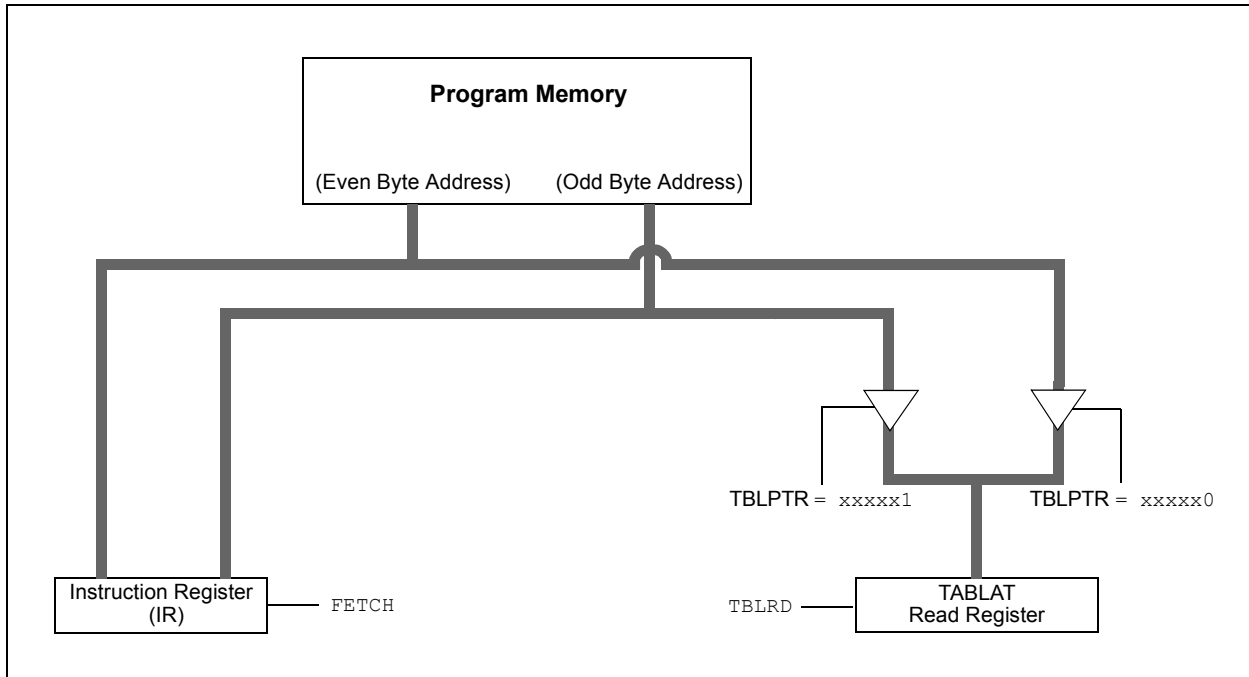 Program Memory
(Even Byte Address) (Odd Byte Address)
TBLPTR = xxxxx1
TBLPTR = xxxxx0
Instruction Register
(IR)
FETCH
TBLRD
TABLAT
Read Register